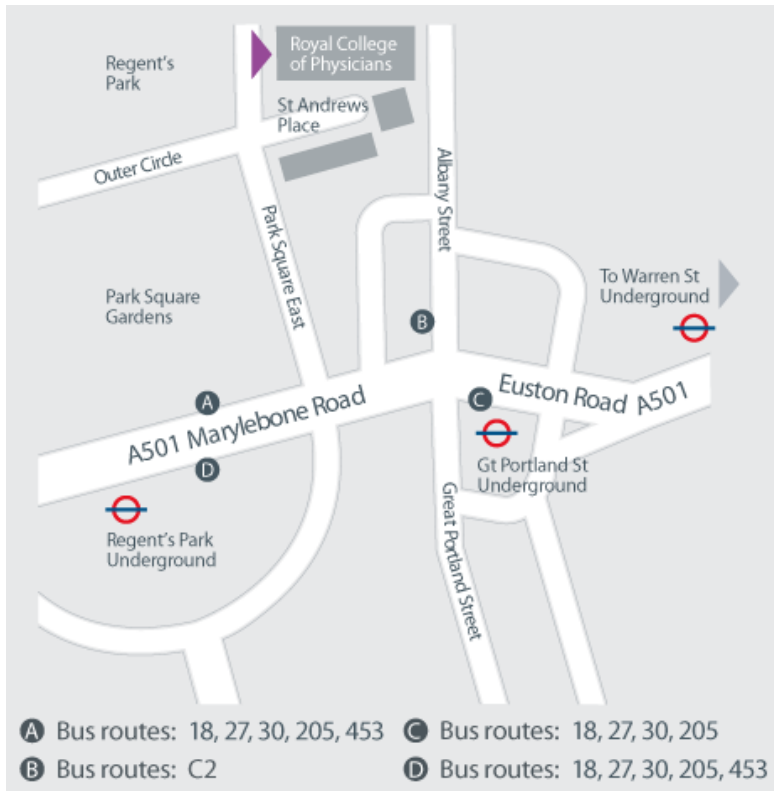 Regent's
Park
Royal College
of Physicians
St Andrews
Place
Outer Circle
Albany Street
Park Square East
To Warren St
Underground
Park Square
Gardens
B
A
C
Euston Road A501
A501 Marylebone Road
D
Gt Portland St
Underground
Regent's Park
Underground
Great Portland Street
A Bus routes: 18, 27, 30, 205, 453
C Bus routes: 18, 27, 30, 205
B Bus routes: C2
D Bus routes: 18, 27, 30, 205, 453